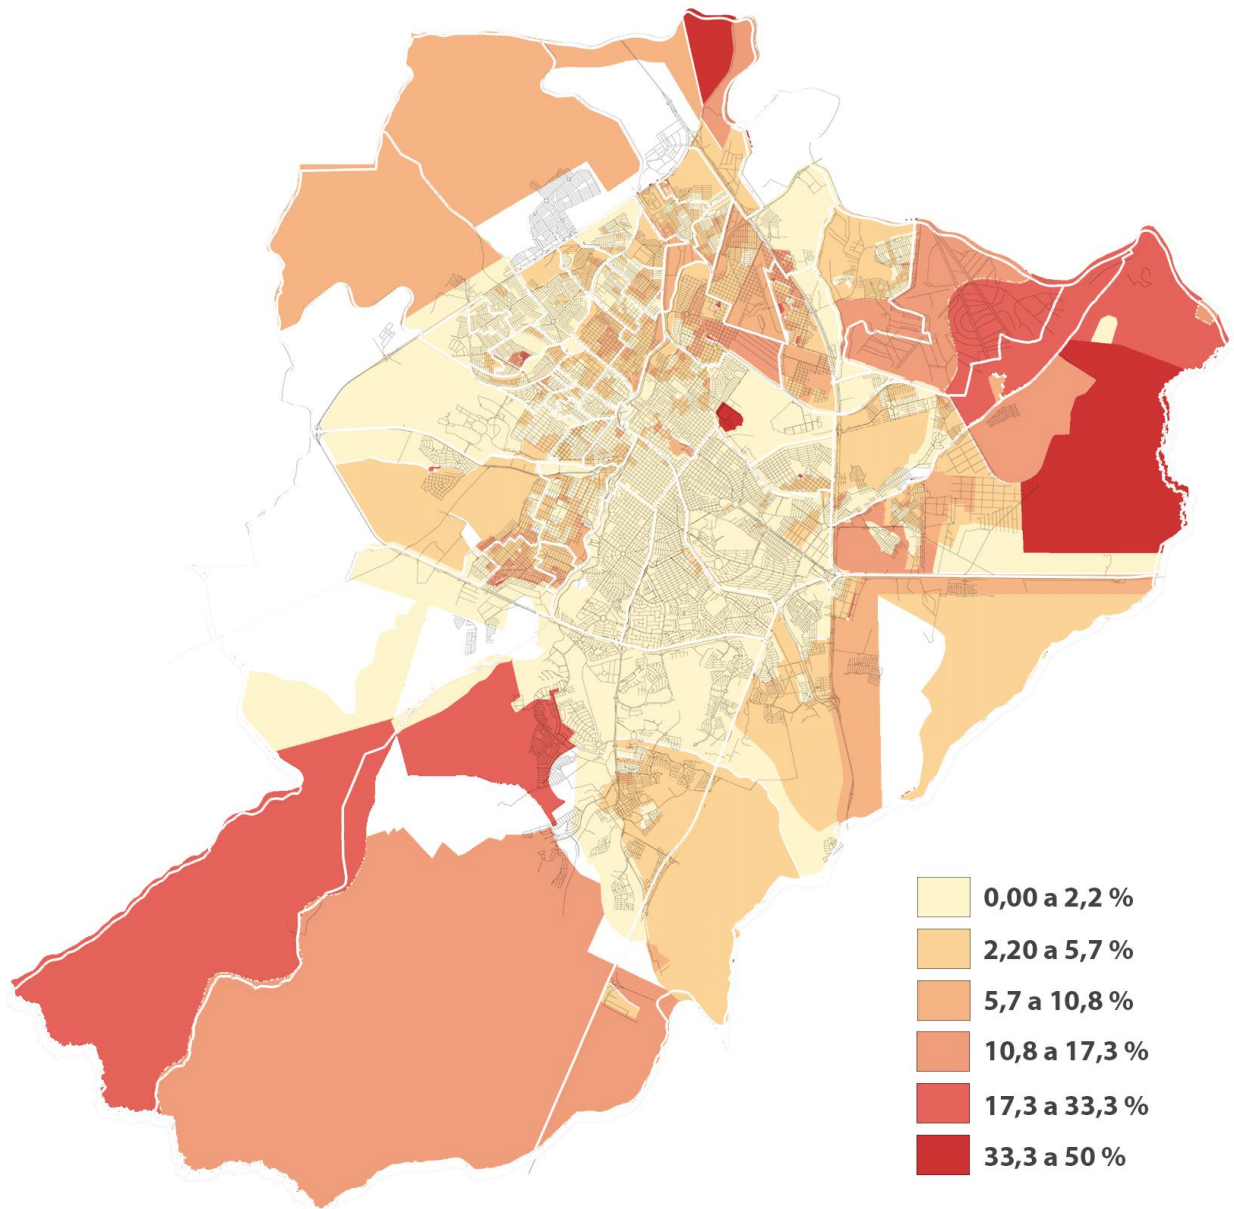 0,00 a 2,2 %
2,20 a 5,7 %
5,7 a 10,8 %
10,8 a 17,3 %
17,3 a 33,3 %
33,3 a 50 %